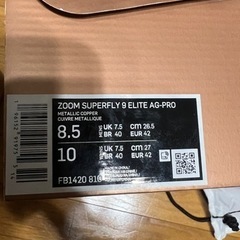 ZOOM SUPERFLY 9 ELITE AG-PRO
METALLIC COPPER
CUIVRE METALLIQUE
8.5 UK 7.5 CM 26.5
BR 40 EUR 42
10 UK 7.5 CM 27
BR 40 EUR 42
FB1420 810